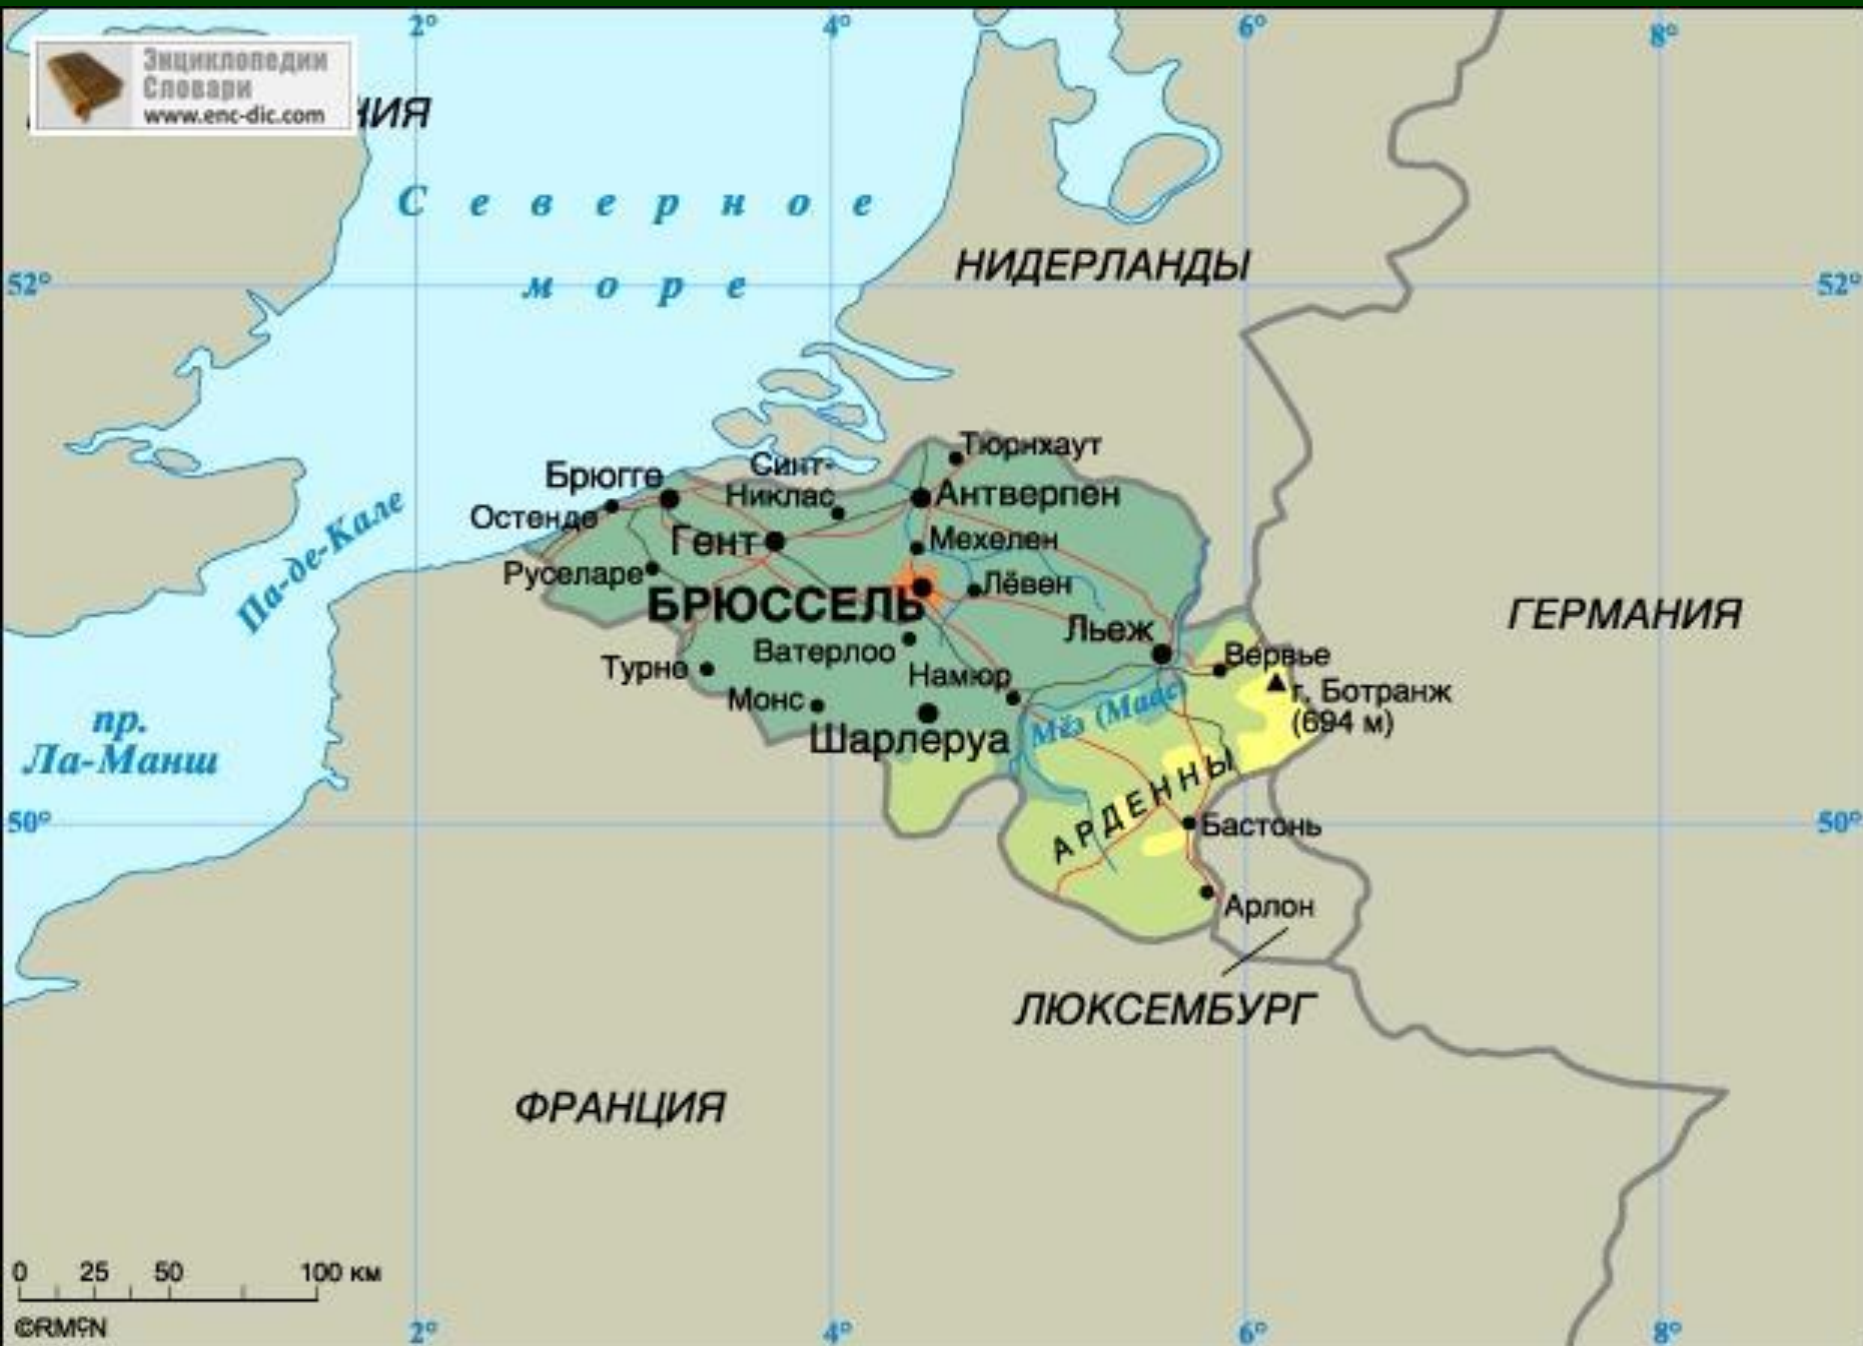 2° 4° 6° 8°
Энциклопедии
Словари
www.enc-dic.com
НИЯ
Северное
море
НИДЕРЛАНДЫ
52° 52°
Па-де-Кале
Тюрнхаут
Синт-
Никлас
Брюгге
Антверпен
Остенде
Гент
Мехелен
Руселаре
Лёвен
БРЮССЕЛЬ
ГЕРМАНИЯ
Льеж
Ватерлоо
Вервье
Турне
Намюр
Монс
г. Ботранж
(694 м)
Мёз (Маас)
Шарлеруа
пр.
Ла-Манш
АРДЕННЫ
50° 50°
Бастонь
Арлон
ЛЮКСЕМБУРГ
ФРАНЦИЯ
0 25 50 100 км
©RMCN
2° 4° 6° 8°